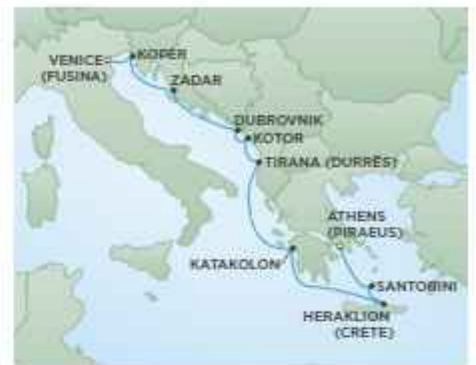 VENICE
(FUSINA)
KOPER
ZADAR
DUBROVNIK
KOTOR
TIRANA (DURRËS)
ATHENS
(PIRAEUS)
KATAKOLON
SANTORINI
HERAKLION
(CRETE)